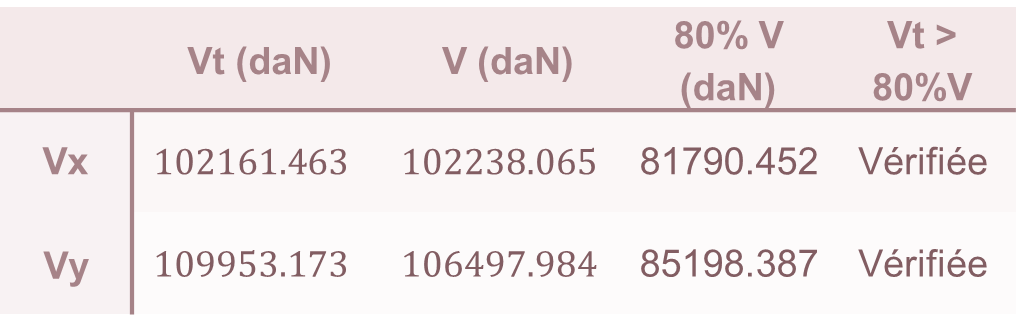 Vt (daN) V (daN) 80% V (daN) Vt > 80%V
Vx 102161.463 102238.065 81790.452 Vérifiée
Vy 109953.173 106497.984 85198.387 Vérifiée